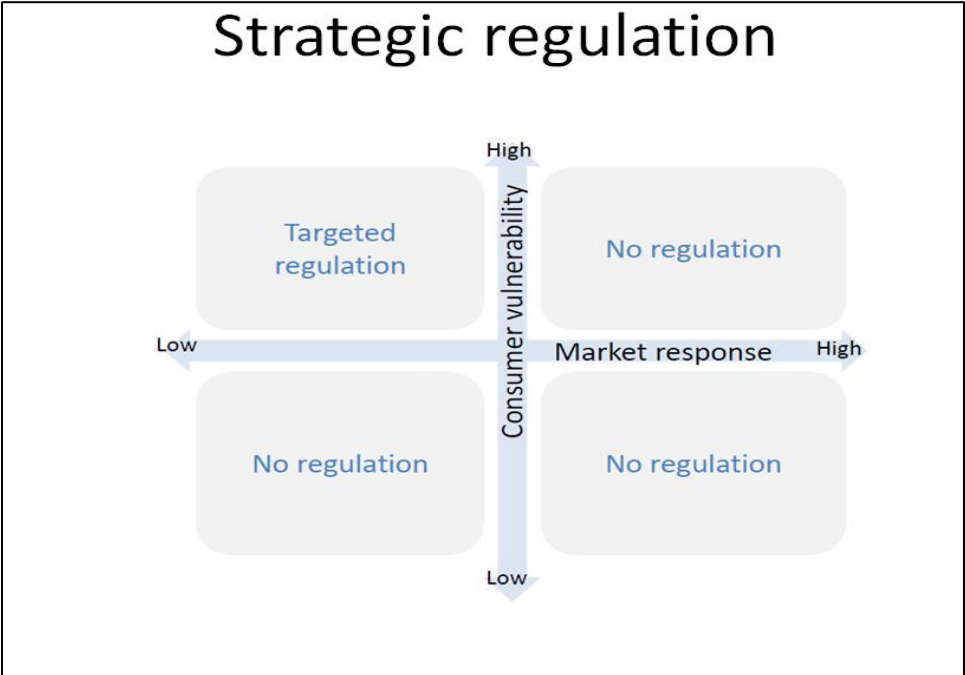 Strategic regulation
High
Targeted
regulation
No regulation
Consumer vulnerability
Low
Market response
High
No regulation
No regulation
Low